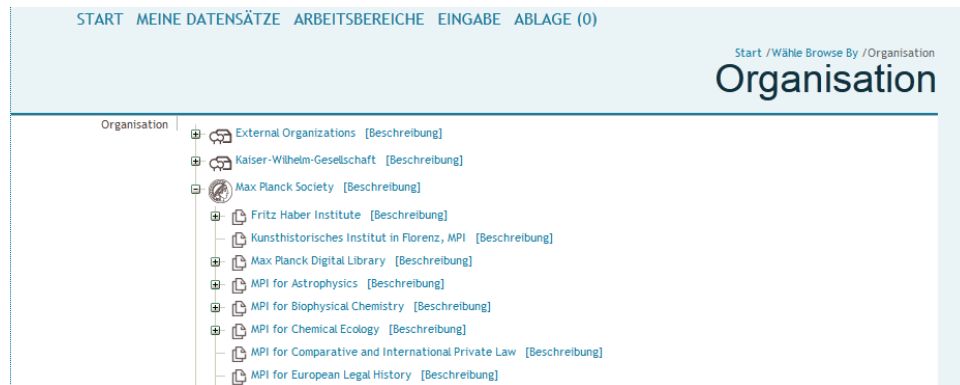 START MEINE DATENSÄTZE ARBEITSBEREICHE EINGABE ABLAGE (0)
Start /Wähle Browse By /Organisation
Organisation
Organisation
External Organizations [Beschreibung]
Kaiser-Wilhelm-Gesellschaft [Beschreibung]
Max Planck Society [Beschreibung]
Fritz Haber Institute [Beschreibung]
Kunsthistorisches Institut in Florenz, MPI [Beschreibung]
Max Planck Digital Library [Beschreibung]
MPI for Astrophysics [Beschreibung]
MPI for Biophysical Chemistry [Beschreibung]
MPI for Chemical Ecology [Beschreibung]
MPI for Comparative and International Private Law [Beschreibung]
MPI for European Legal History [Beschreibung]